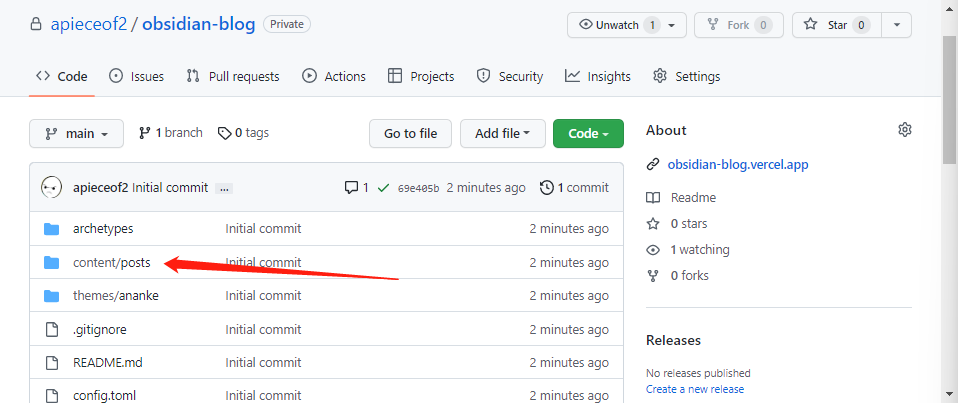 apieceof2 / obsidian-blog Private
Unwatch 1 Fork 0 Star 0
Code Issues Pull requests Actions Projects Security Insights Settings
main 1 branch 0 tags Go to file Add file Code
apieceof2 Initial commit ... 1 69e405b 2 minutes ago 1 commit
archetypes Initial commit 2 minutes ago
content/posts Initial commit 2 minutes ago
themes/ananke Initial commit 2 minutes ago
.gitignore Initial commit 2 minutes ago
README.md Initial commit 2 minutes ago
config.toml Initial commit 2 minutes ago
About
obsidian-blog.vercel.app
Readme
0 stars
1 watching
0 forks
Releases
No releases published
Create a new release